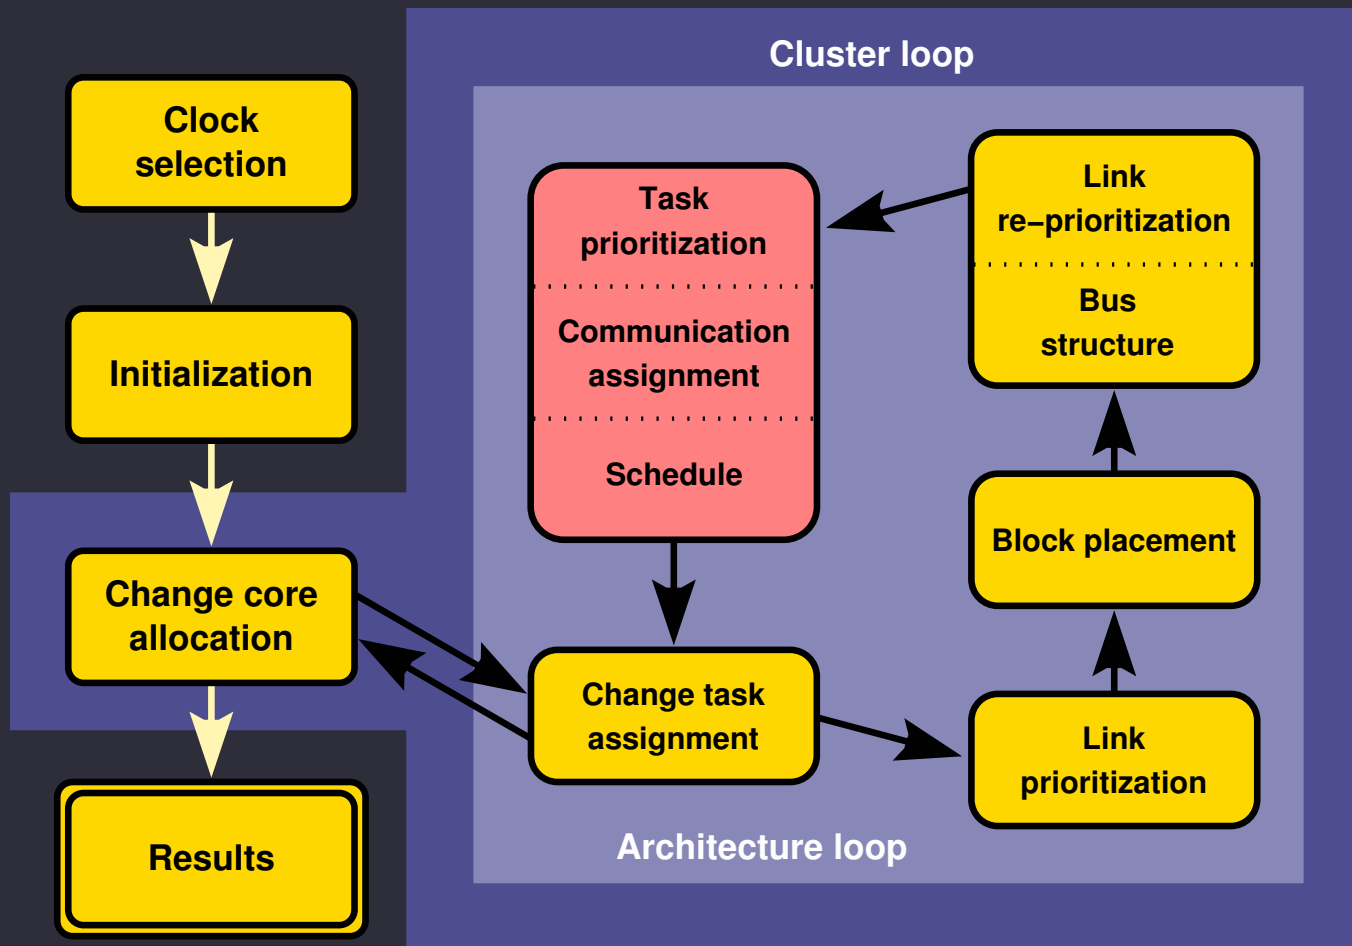 Cluster loop
Clock
selection
Initialization
Change core
allocation
Results
Task
prioritization
Communication
assignment
Schedule
Change task
assignment
Link
re–prioritization
Bus
structure
Block placement
Link
prioritization
Architecture loop